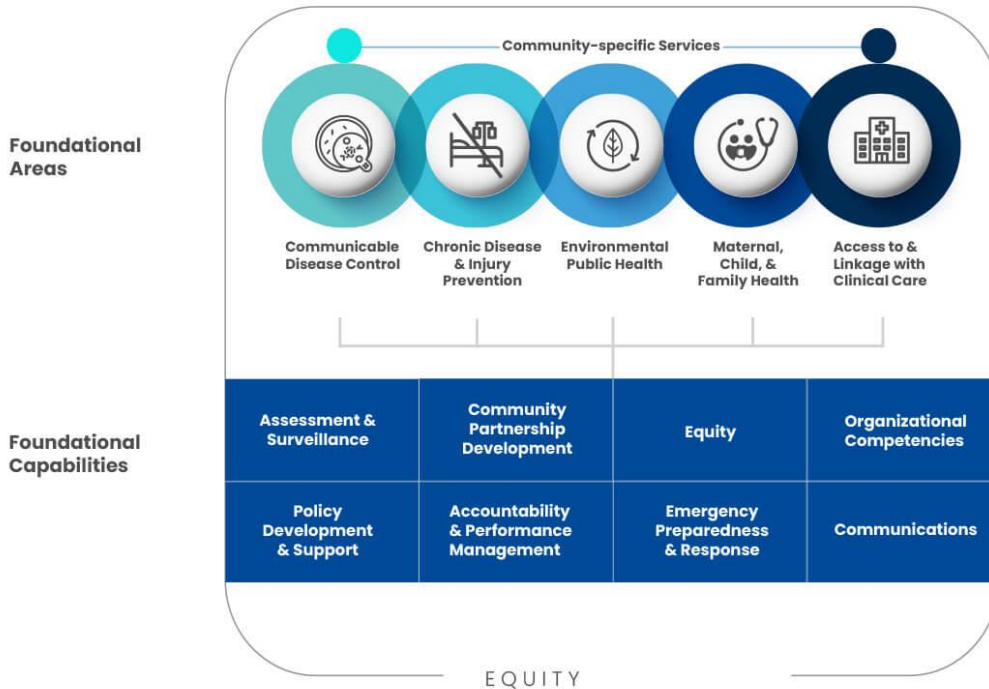 Community-specific Services
Foundational
Areas
Communicable
Disease Control
Chronic Disease
& Injury
Prevention
Environmental
Public Health
Maternal,
Child, &
Family Health
Access to &
Linkage with
Clinical Care
Foundational
Capabilities
Assessment &
Surveillance
Community
Partnership
Development
Equity
Organizational
Competencies
Policy
Development
& Support
Accountability
& Performance
Management
Emergency
Preparedness
& Response
Communications
EQUITY